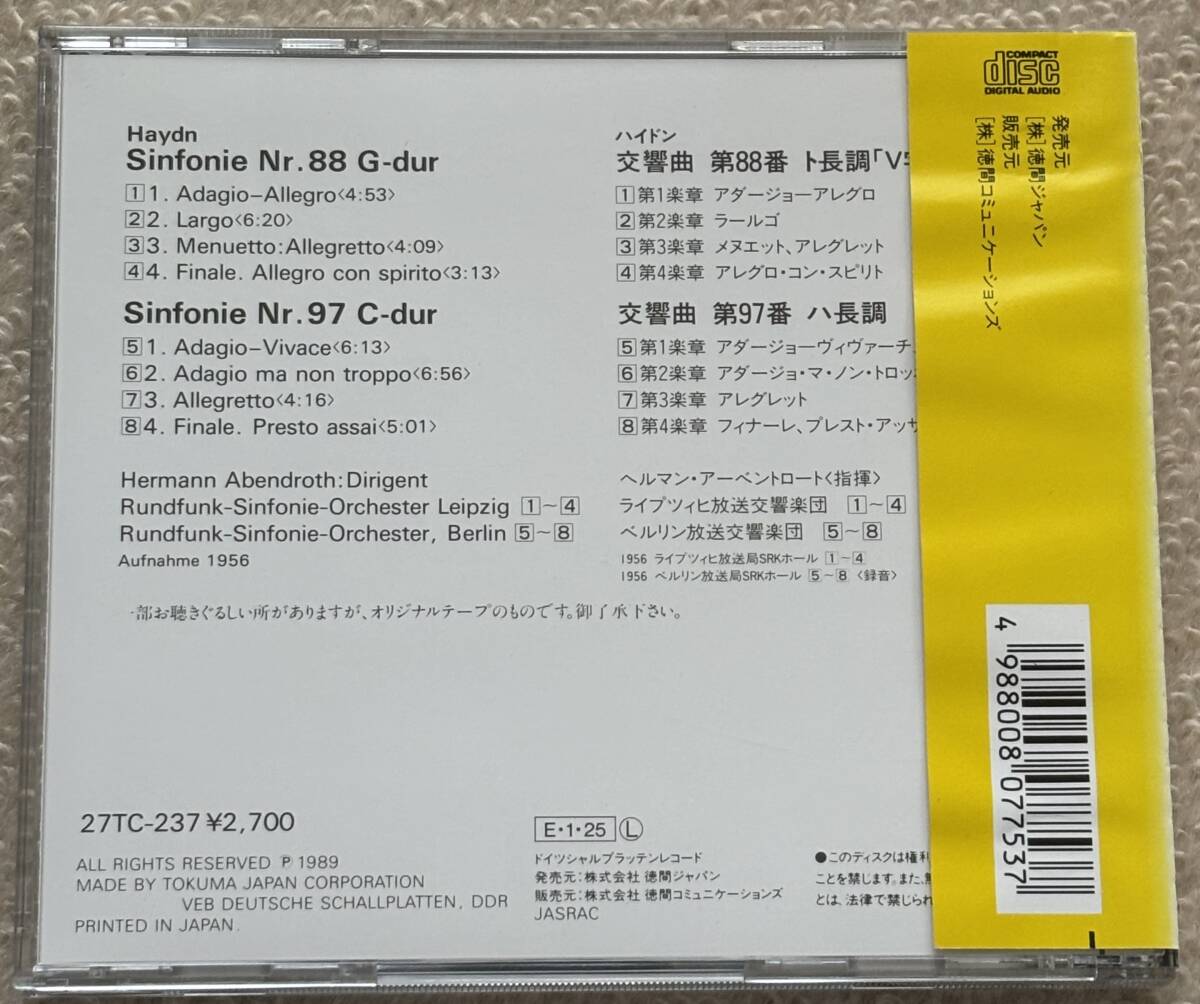 Haydn
Sinfonie Nr.88 G-dur
1 1. Adagio–Allegro〈4:53〉
2 2. Largo〈6:20〉
3 3. Menuetto:Allegretto〈4:09〉
4 4. Finale. Allegro con spirito〈3:13〉
Sinfonie Nr.97 C-dur
5 1. Adagio–Vivace〈6:13〉
6 2. Adagio ma non troppo〈6:56〉
7 3. Allegretto〈4:16〉
8 4. Finale. Presto assai〈5:01〉
Hermann Abendroth:Dirigent
Rundfunk-Sinfonie-Orchester Leipzig 1~4
Rundfunk-Sinfonie-Orchester, Berlin 5~8
Aufnahme 1956
ハイドン
交響曲 第88番 ト長調「V
1 第1楽章 アダージョーアレグロ
2 第2楽章 ラールゴ
3 第3楽章 メヌエット、アレグレット
4 第4楽章 アレグロ・コン・スピリト
交響曲 第97番 ハ長調
5 第1楽章 アダージョーヴィヴァーチ
6 第2楽章 アダージョ・マ・ノン・トロッ
7 第3楽章 アレグレット
8 第4楽章 フィナーレ、プレスト・アッサ
ヘルマン・アーベントロート〈指揮〉
ライプツィヒ放送交響楽団 1~4
ベルリン放送交響楽団 5~8
1956 ライプツィヒ放送局SRKホール 1~4
1956 ベルリン放送局SRKホール 5~8〈録音〉
一部お聴きぐるしい所がありますが、オリジナルテープのものです。御了承下さい。
27TC-237 ¥2,700
ALL RIGHTS RESERVED ℗ 1989
MADE BY TOKUMA JAPAN CORPORATION
VEB DEUTSCHE SCHALLPLATTEN, DDR
PRINTED IN JAPAN.
E・1・25 Ⓛ
ドイツシャルプラッテンレコード
発売元:株式会社 徳間ジャパン
販売元:株式会社 徳間コミュニケーションズ
JASRAC
●このディスクは権利
ことを禁じます。また、
とは、法律で禁じられ
COMPACT
disc
DIGITAL AUDIO
発売元
[株]徳間ジャパン
販売元
[株]徳間コミュニケーションズ
4 988008 077537